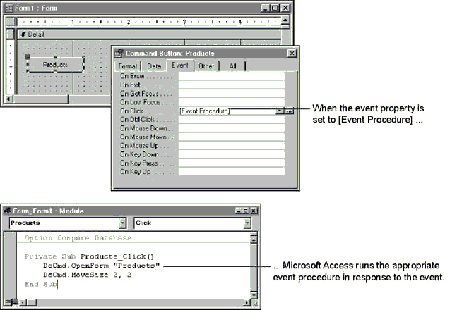 Form1 : Form
Detail
Products
Command Button: Products
Format Data Event Other All
On Enter
On Exit
On Got Focus
On Lost Focus
On Click [Event Procedure]
On Dbl Click
On Mouse Down
On Mouse Move
On Mouse Up
On Key Down
On Key Press
On Key Up
When the event property is
set to [Event Procedure] ...
Form_Form1 - Module
Products Click
Option Compare Database
Private Sub Products_Click()
DoCmd.OpenForm "Products"
DoCmd.MoveSize 2, 2
End Sub
... Microsoft Access runs the appropriate
event procedure in response to the event.